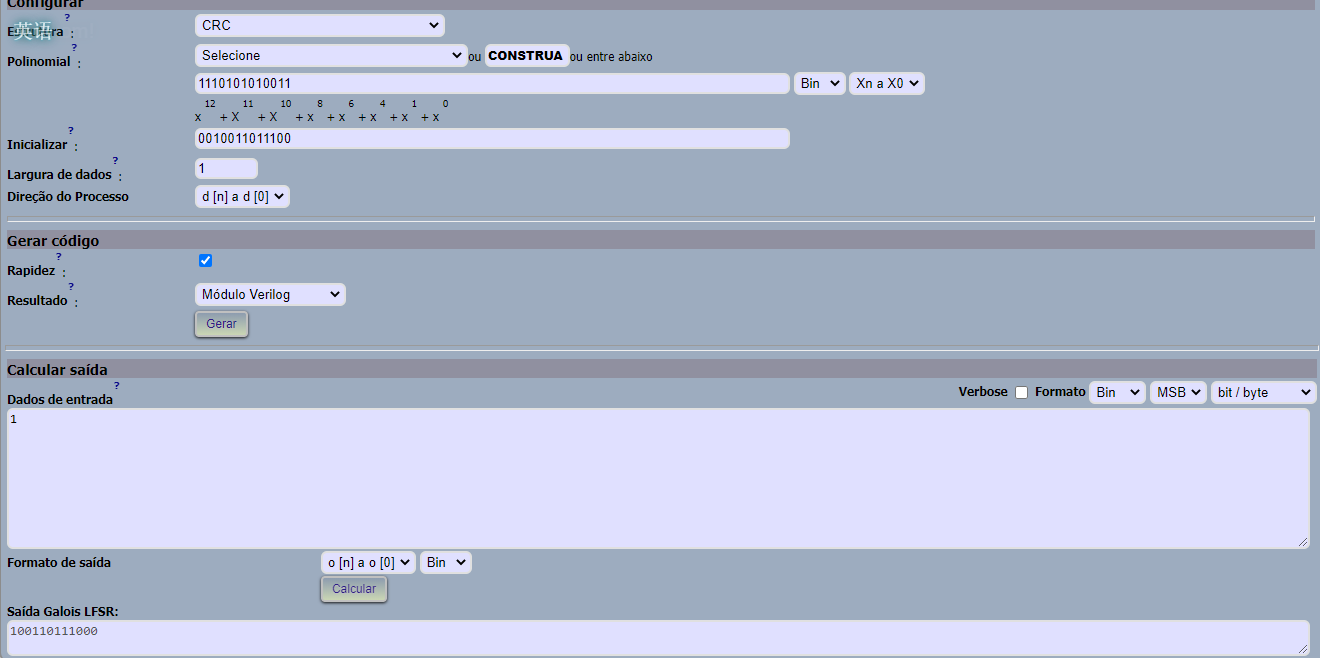 Configurar
英语
?
:
CRC
Polinomial ? :
Selecione ou CONSTRUA ou entre abaixo
1110101010011 Bin Xn a X0
12 11 10 8 6 4 1 0
x + X + X + x + x + x + x + x
Inicializar ? :
0010011011100
Largura de dados ? :
1
Direção do Processo d [n] a d [0]
Gerar código
Rapidez ? :
Resultado ? :
Módulo Verilog
Gerar
Calcular saída
Dados de entrada ?
Verbose Formato Bin MSB bit / byte
1
Formato de saída o [n] a o [0] Bin
Calcular
Saída Galois LFSR:
100110111000